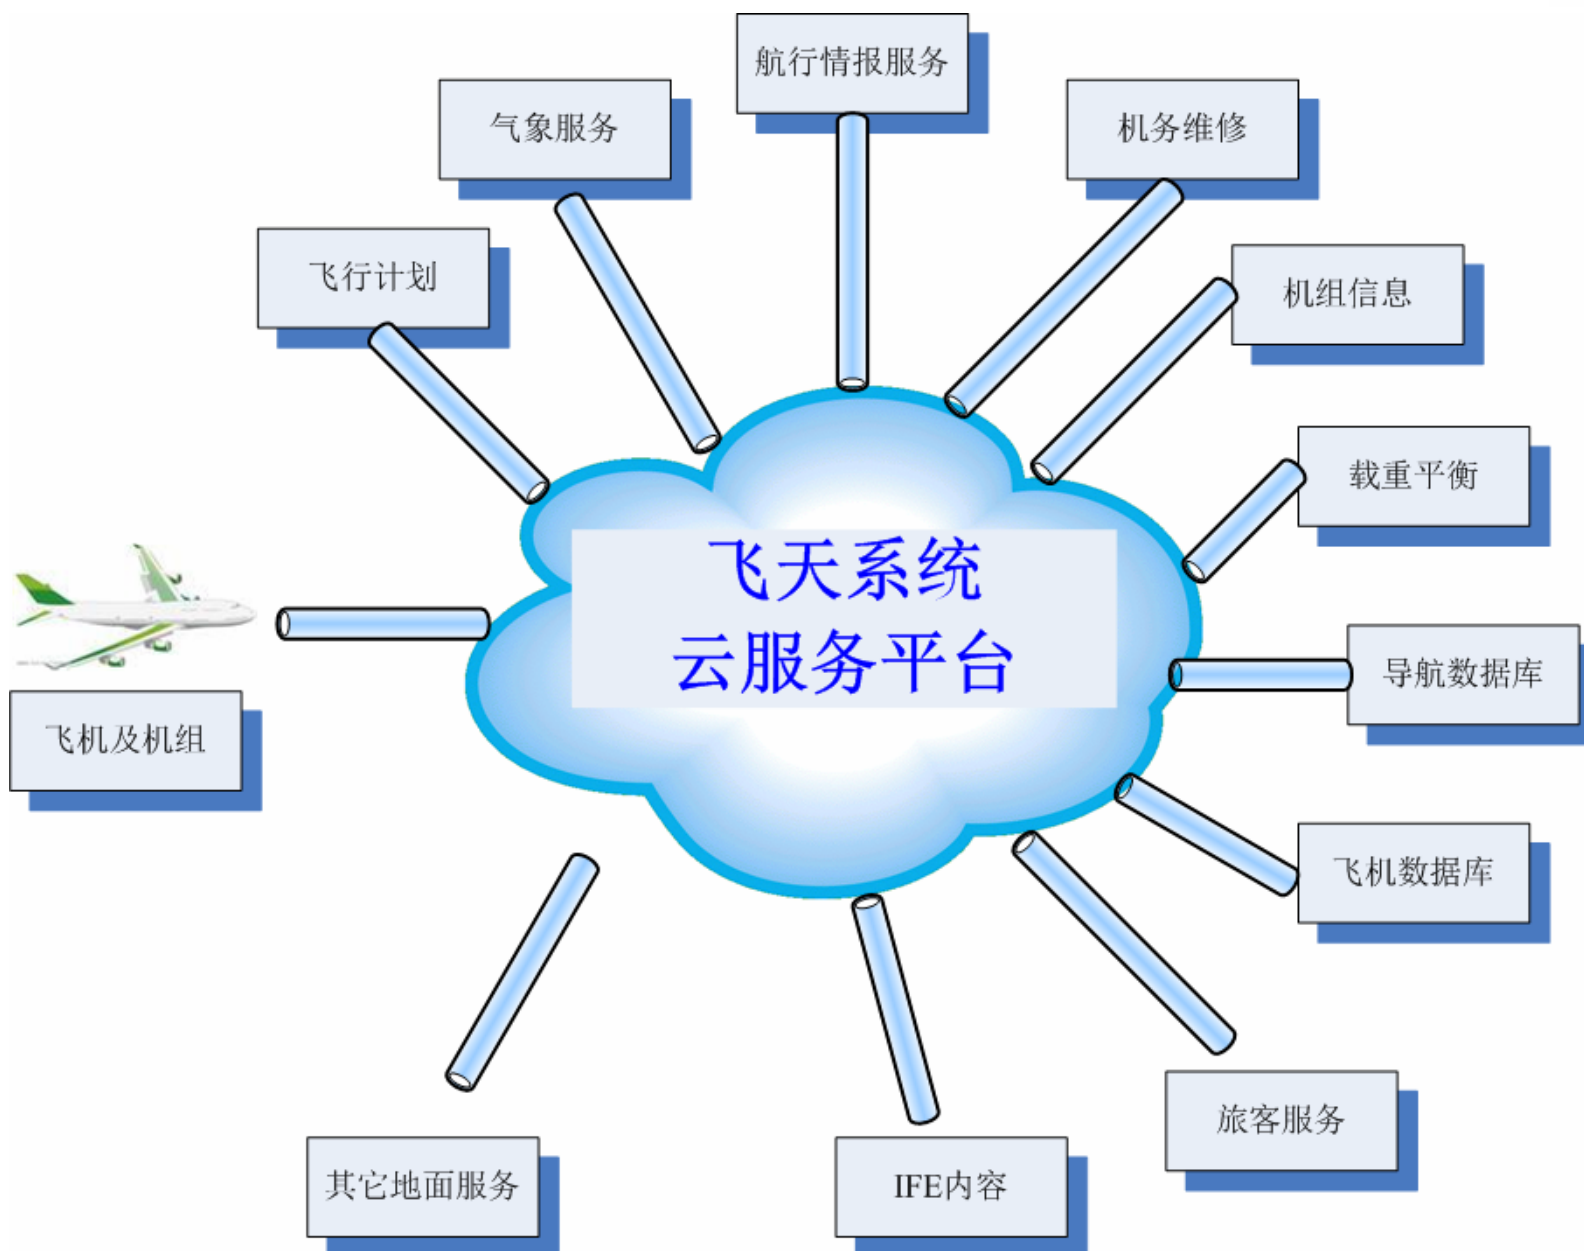 航行情报服务
气象服务
机务维修
飞行计划
机组信息
载重平衡
飞天系统
云服务平台
导航数据库
飞机及机组
飞机数据库
旅客服务
其它地面服务
IFE内容